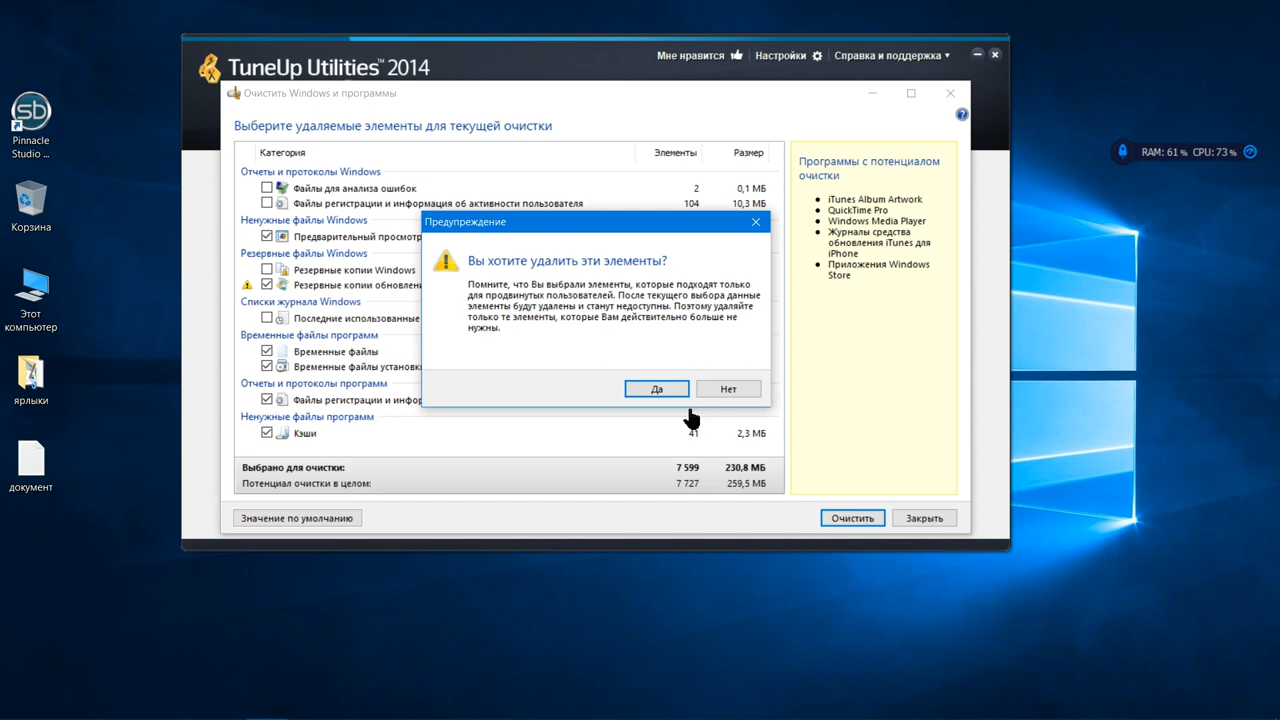 TuneUp Utilities™ 2014
Мне нравится
Настройки
Справка и поддержка
Очистить Windows и программы
Выберите удаляемые элементы для текущей очистки
Категория Элементы Размер
Отчеты и протоколы Windows
Файлы для анализа ошибок 2 0,1 МБ
Файлы регистрации и информация об активности пользователя 104 10,3 МБ
Ненужные файлы Windows
Предварительный просмотр
Резервные файлы Windows
Резервные копии Windows
Резервные копии обновлен
Списки журнала Windows
Последние использованные
Временные файлы программ
Временные файлы
Временные файлы установк
Отчеты и протоколы программ
Файлы регистрации и инфор
Ненужные файлы программ
Кэши 41 2,3 МБ
Выбрано для очистки: 7 599 230,8 МБ
Потенциал очистки в целом: 7 727 259,5 МБ
Значение по умолчанию
Очистить
Закрыть
Программы с потенциалом
очистки
iTunes Album Artwork
QuickTime Pro
Windows Media Player
Журналы средства
обновления iTunes для
iPhone
Приложения Windows
Store
Предупреждение
Вы хотите удалить эти элементы?
Помните, что Вы выбрали элементы, которые подходят только
для продвинутых пользователей. После текущего выбора данные
элементы будут удалены и станут недоступны. Поэтому удаляйте
только те элементы, которые Вам действительно больше не
нужны.
Да
Нет
sb
Pinnacle
Studio ...
Корзина
Этот
компьютер
ярлыки
документ
RAM: 61 % CPU: 73 %